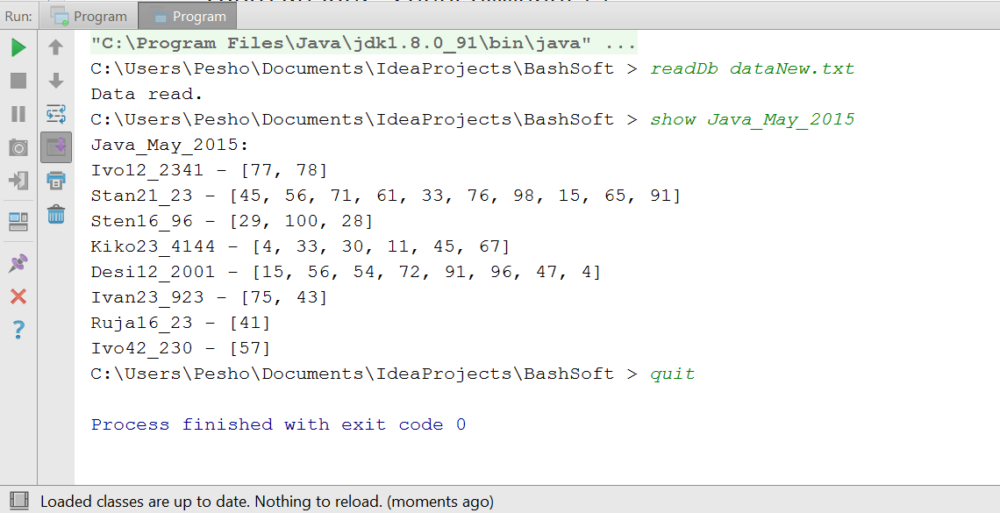 Run: Program Program
"C:\Program Files\Java\jdk1.8.0_91\bin\java" ...
C:\Users\Pesho\Documents\IdeaProjects\BashSoft > readDb dataNew.txt
Data read.
C:\Users\Pesho\Documents\IdeaProjects\BashSoft > show Java_May_2015
Java_May_2015:
Ivo12_2341 - [77, 78]
Stan21_23 - [45, 56, 71, 61, 33, 76, 98, 15, 65, 91]
Sten16_96 - [29, 100, 28]
Kiko23_4144 - [4, 33, 30, 11, 45, 67]
Desi12_2001 - [15, 56, 54, 72, 91, 96, 47, 4]
Ivan23_923 - [75, 43]
Ruja16_23 - [41]
Ivo42_230 - [57]
C:\Users\Pesho\Documents\IdeaProjects\BashSoft > quit
Process finished with exit code 0
Loaded classes are up to date. Nothing to reload. (moments ago)